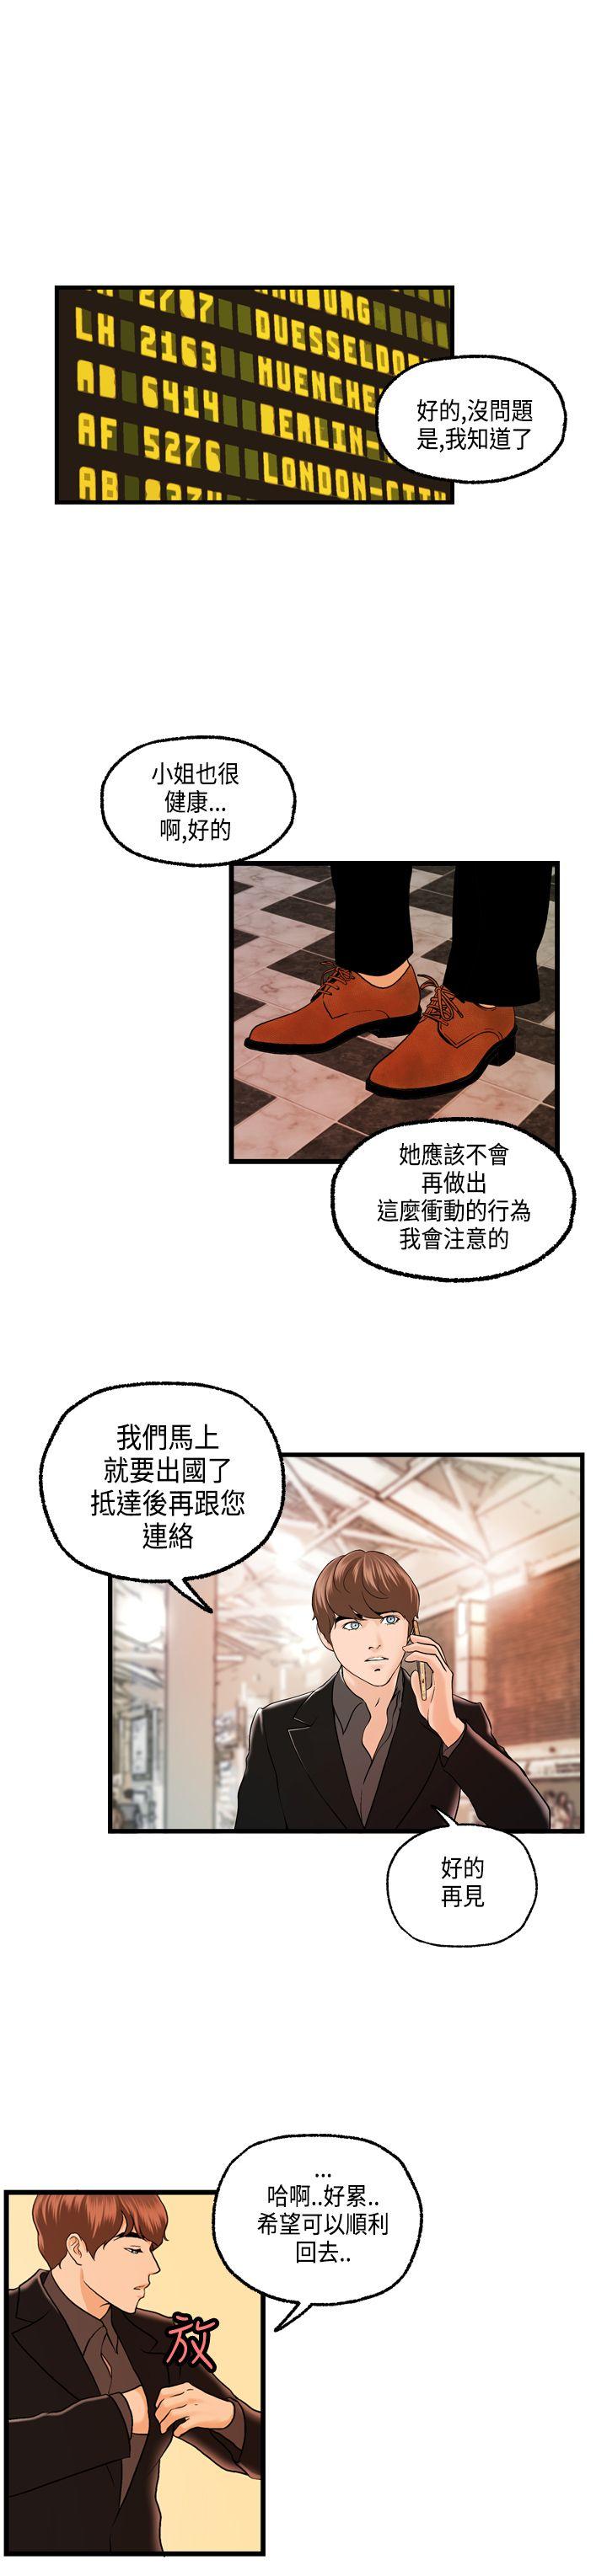 2787
LH 2163 DUESSELDO
AB 6414 MUENCHE
AF 5276 BERLIN-
AB LONDON-CITY
好的,沒問題
是,我知道了
小姐也很
健康...
啊,好的
她應該不會
再做出
這麼衝動的行為
我會注意的
我們馬上
就要出國了
抵達後再跟您
連絡
好的
再見
...
哈啊..好累..
希望可以順利
回去..
放